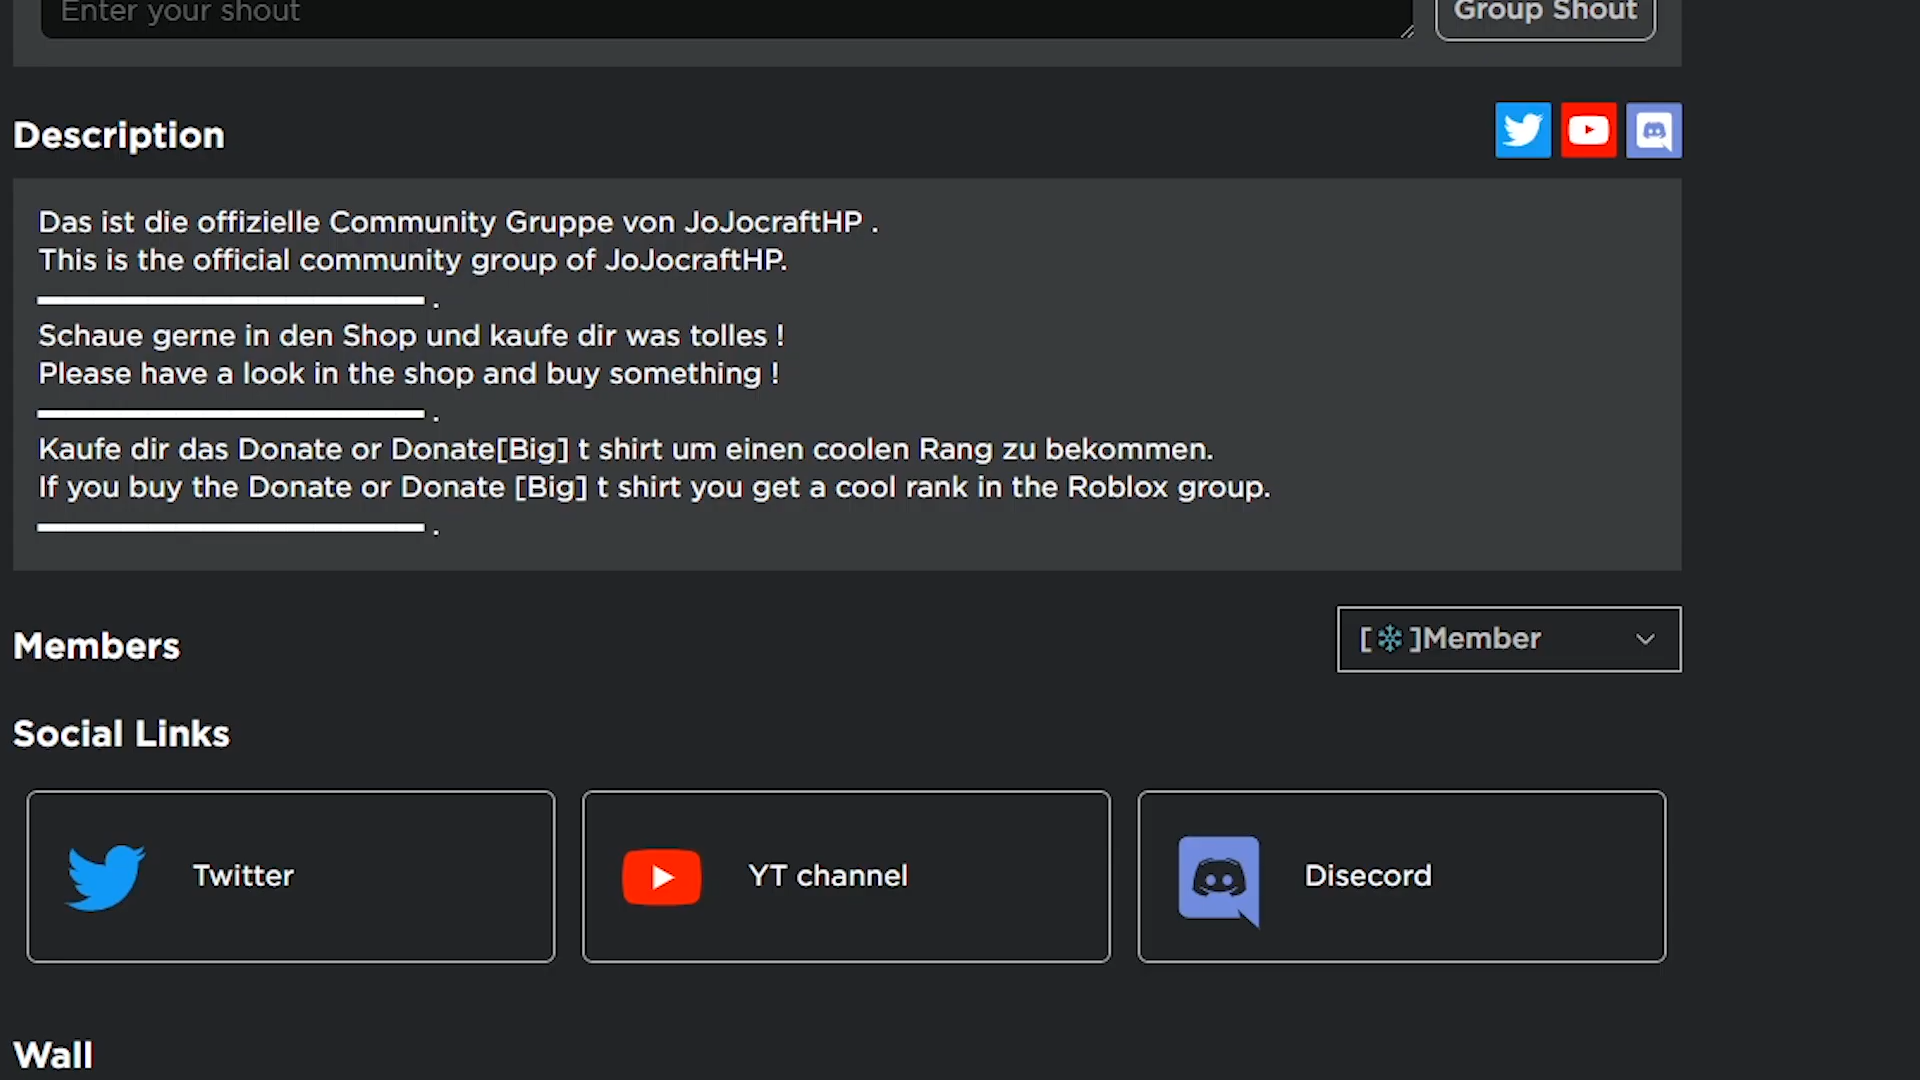 Enter your shout
Group Shout
Description
Das ist die offizielle Community Gruppe von JoJocraftHP .
This is the official community group of JoJocraftHP.
.
Schaue gerne in den Shop und kaufe dir was tolles !
Please have a look in the shop and buy something !
.
Kaufe dir das Donate or Donate[Big] t shirt um einen coolen Rang zu bekommen.
If you buy the Donate or Donate [Big] t shirt you get a cool rank in the Roblox group.
.
Members
[❄]Member
Social Links
Twitter
YT channel
Disecord
Wall